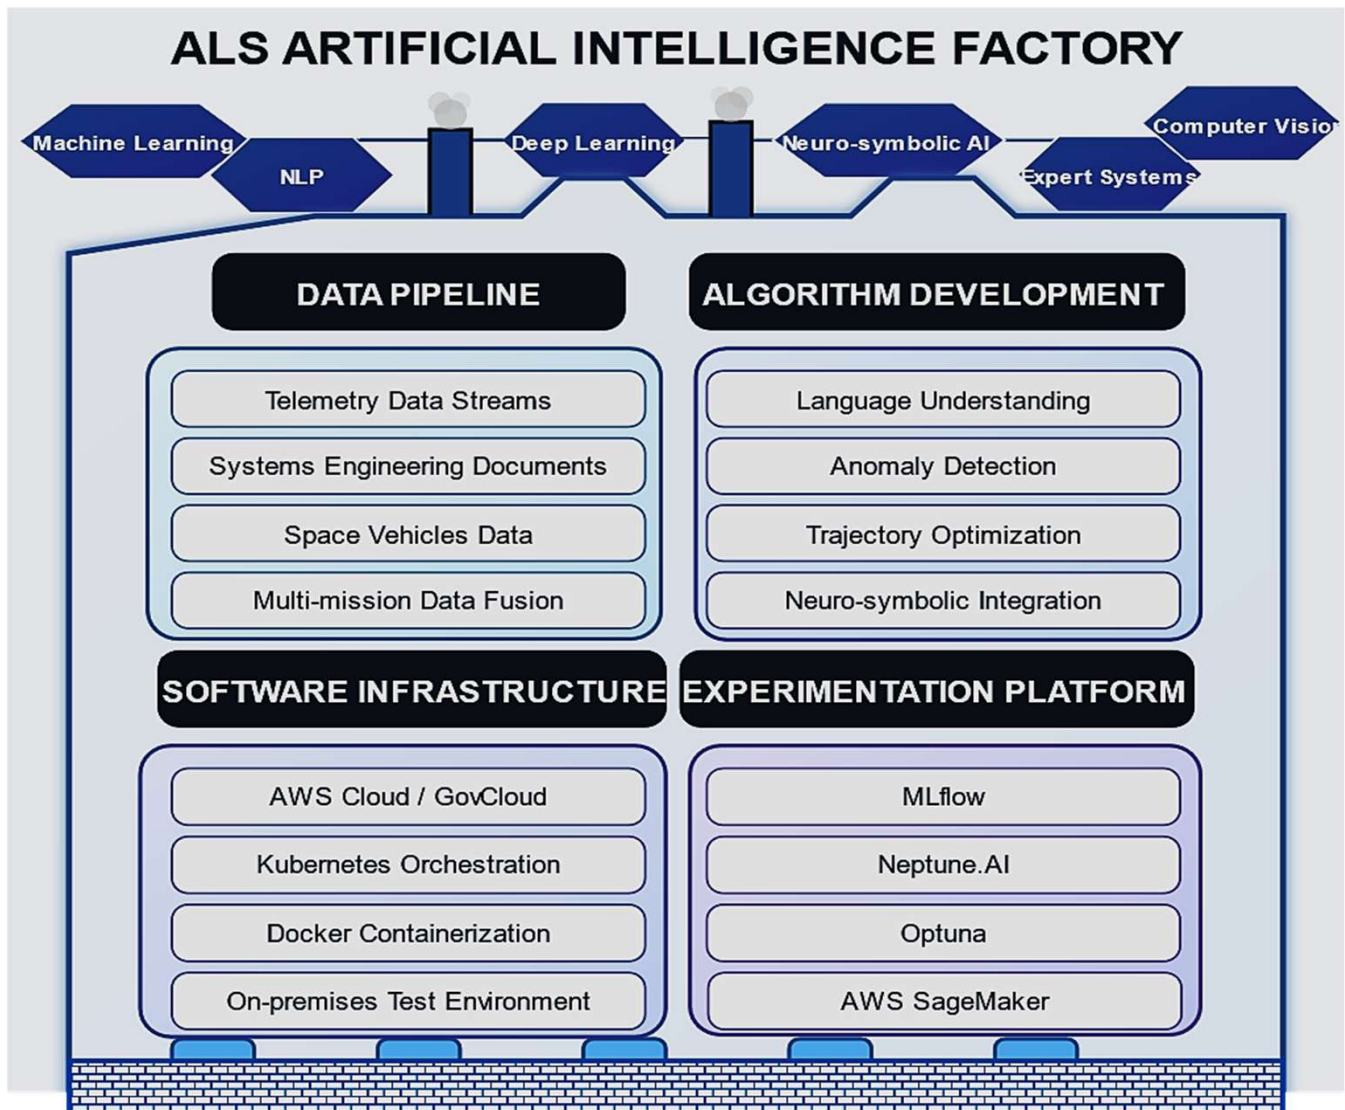 ALS ARTIFICIAL INTELLIGENCE FACTORY
Machine Learning
NLP
Deep Learning
Neuro-symbolic AI
Expert Systems
Computer Vision
DATA PIPELINE
Telemetry Data Streams
Systems Engineering Documents
Space Vehicles Data
Multi-mission Data Fusion
ALGORITHM DEVELOPMENT
Language Understanding
Anomaly Detection
Trajectory Optimization
Neuro-symbolic Integration
SOFTWARE INFRASTRUCTURE
AWS Cloud / GovCloud
Kubernetes Orchestration
Docker Containerization
On-premises Test Environment
EXPERIMENTATION PLATFORM
MLflow
Neptune.AI
Optuna
AWS SageMaker